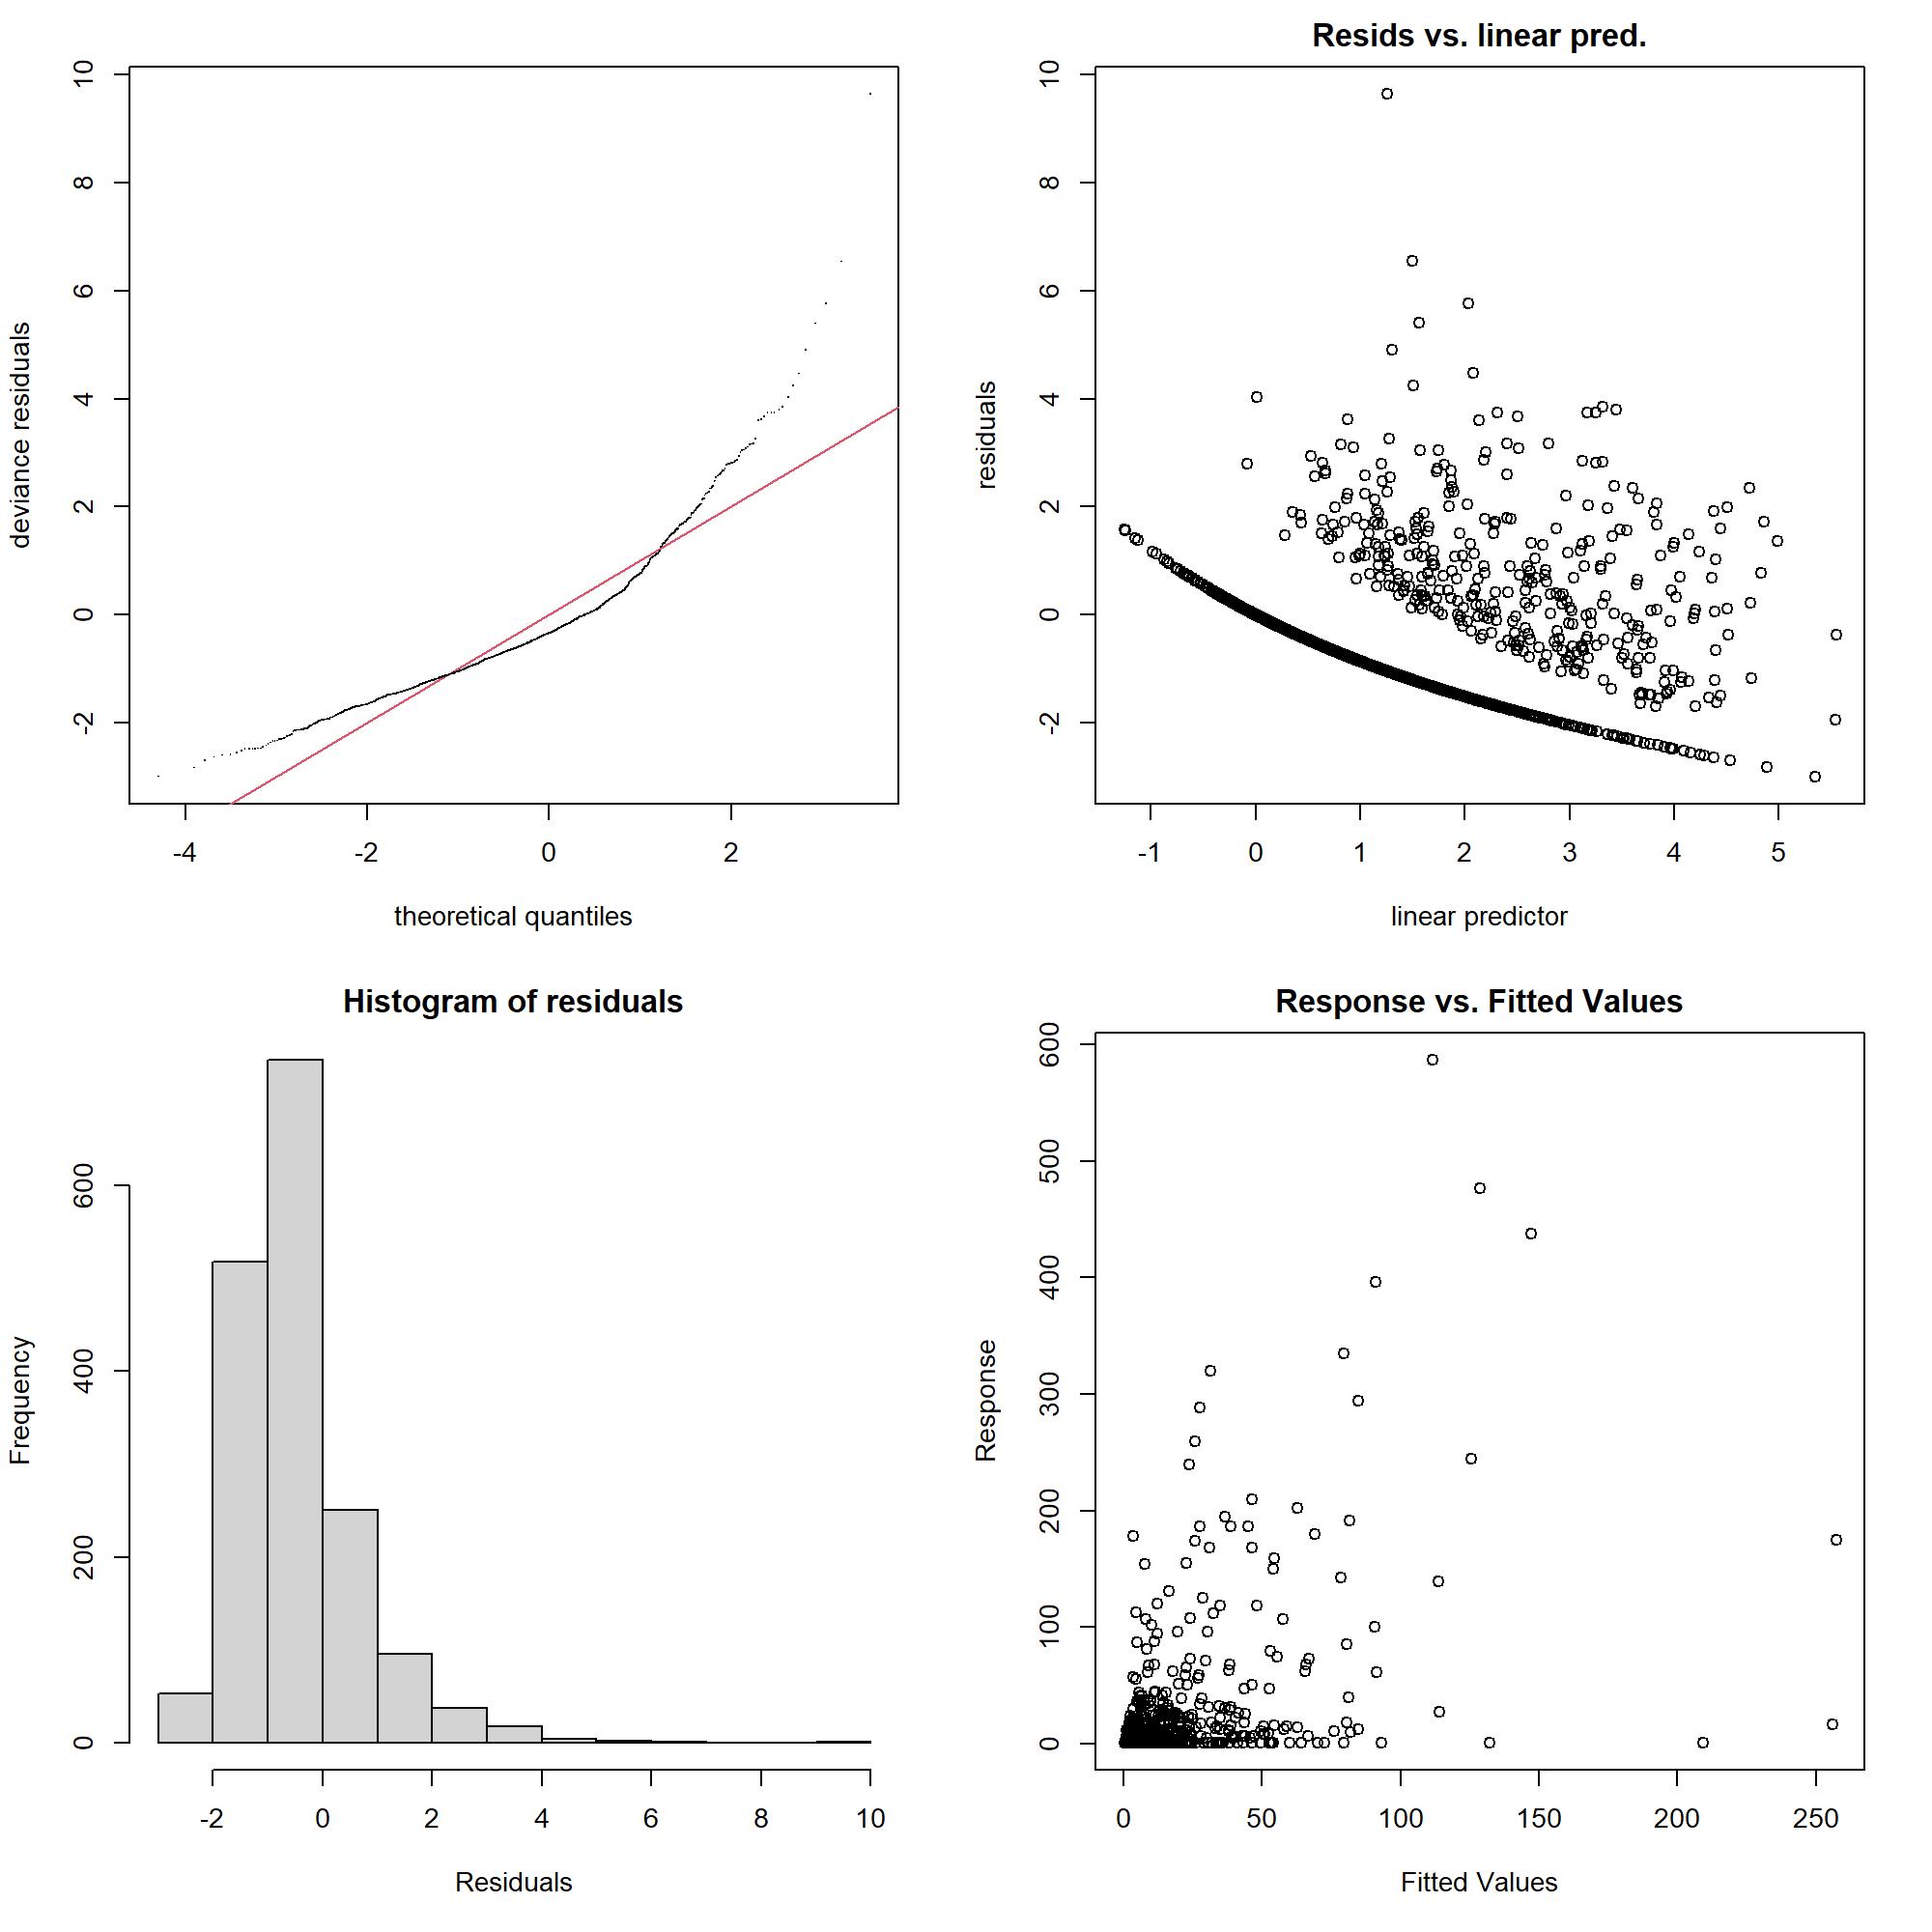 deviance residuals
10
8
6
4
2
0
-2
-4 -2 0 2
theoretical quantiles
Resids vs. linear pred.
residuals
10
8
6
4
2
0
-2
-1 0 1 2 3 4 5
linear predictor
Histogram of residuals
Frequency
600
400
200
0
-2 0 2 4 6 8 10
Residuals
Response vs. Fitted Values
Response
600
500
400
300
200
100
0
0 50 100 150 200 250
Fitted Values